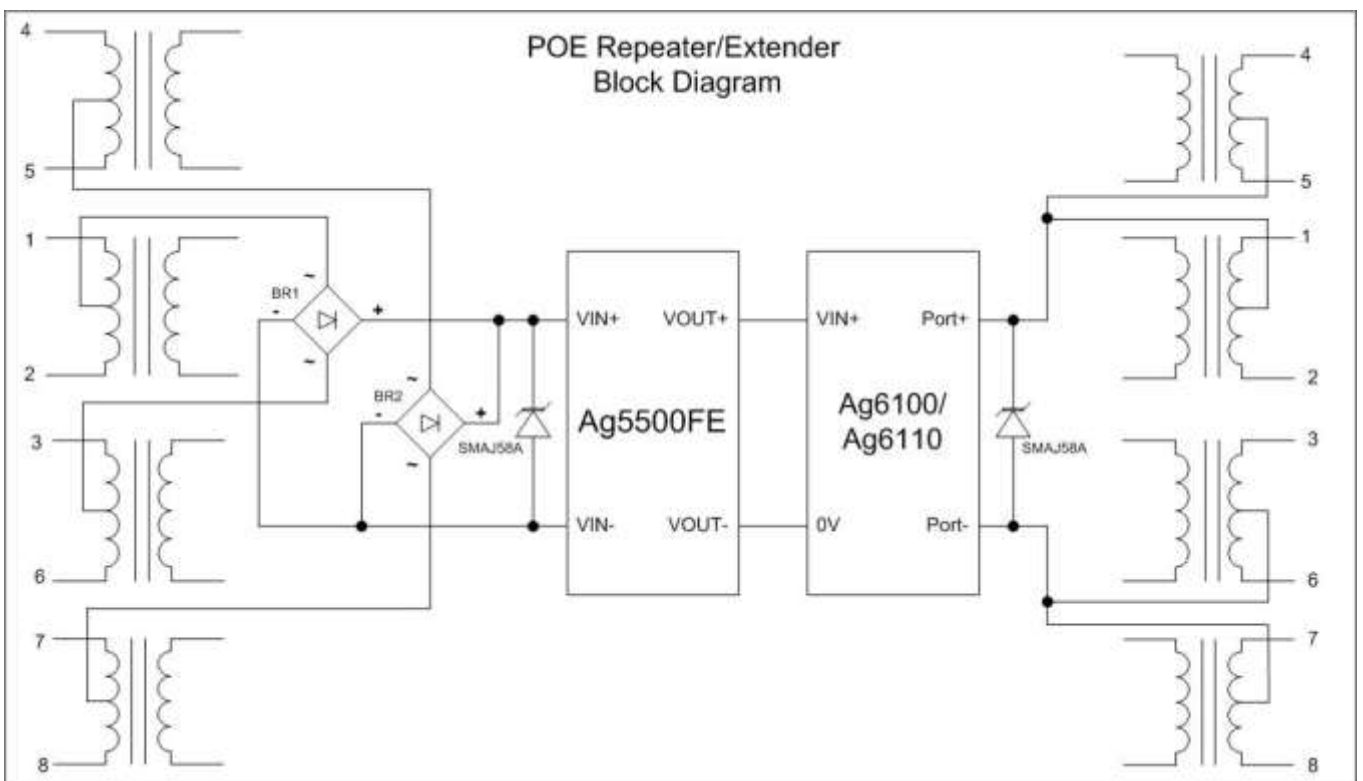 POE Repeater/Extender
Block Diagram
4
5
1
2
3
6
7
8
BR1
~
-
+
~
BR2
~
-
+
~
SMAJ58A
VIN+
VOUT+
Ag5500FE
VIN-
VOUT-
VIN+
Port+
Ag6100/
Ag6110
0V
Port-
SMAJ58A
4
5
1
2
3
6
7
8